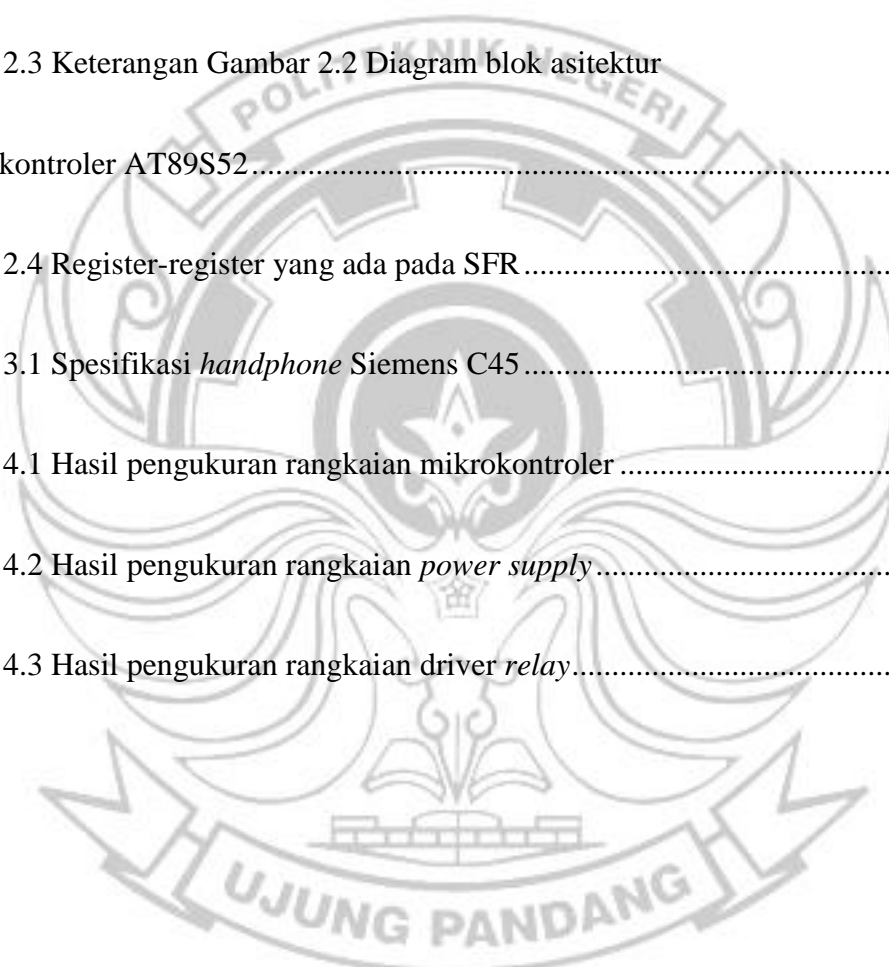 2.3 Keterangan Gambar 2.2 Diagram blok asitektur
kontroler AT89S52................................................................................
2.4 Register-register yang ada pada SFR..............................................
3.1 Spesifikasi handphone Siemens C45..............................................
4.1 Hasil pengukuran rangkaian mikrokontroler..................................
4.2 Hasil pengukuran rangkaian power supply.....................................
4.3 Hasil pengukuran rangkaian driver relay........................................
POLITEKNIK NEGERI
UJUNG PANDANG